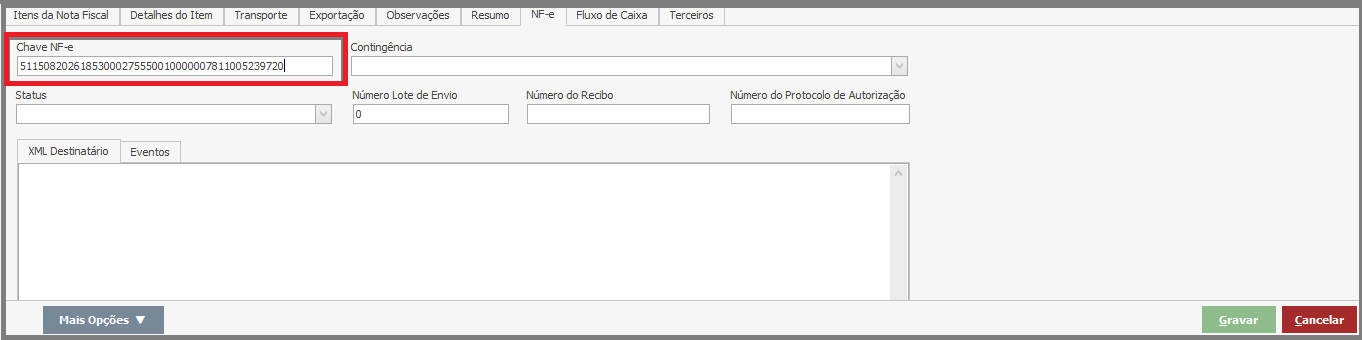 Itens da Nota Fiscal Detalhes do Item Transporte Exportação Observações Resumo NF-e Fluxo de Caixa Terceiros
Chave NF-e Contingência
51150820261853000275550010000007811005239720
Status Número Lote de Envio Número do Recibo Número do Protocolo de Autorização
0
XML Destinatário Eventos
Mais Opções ▼ Gravar Cancelar